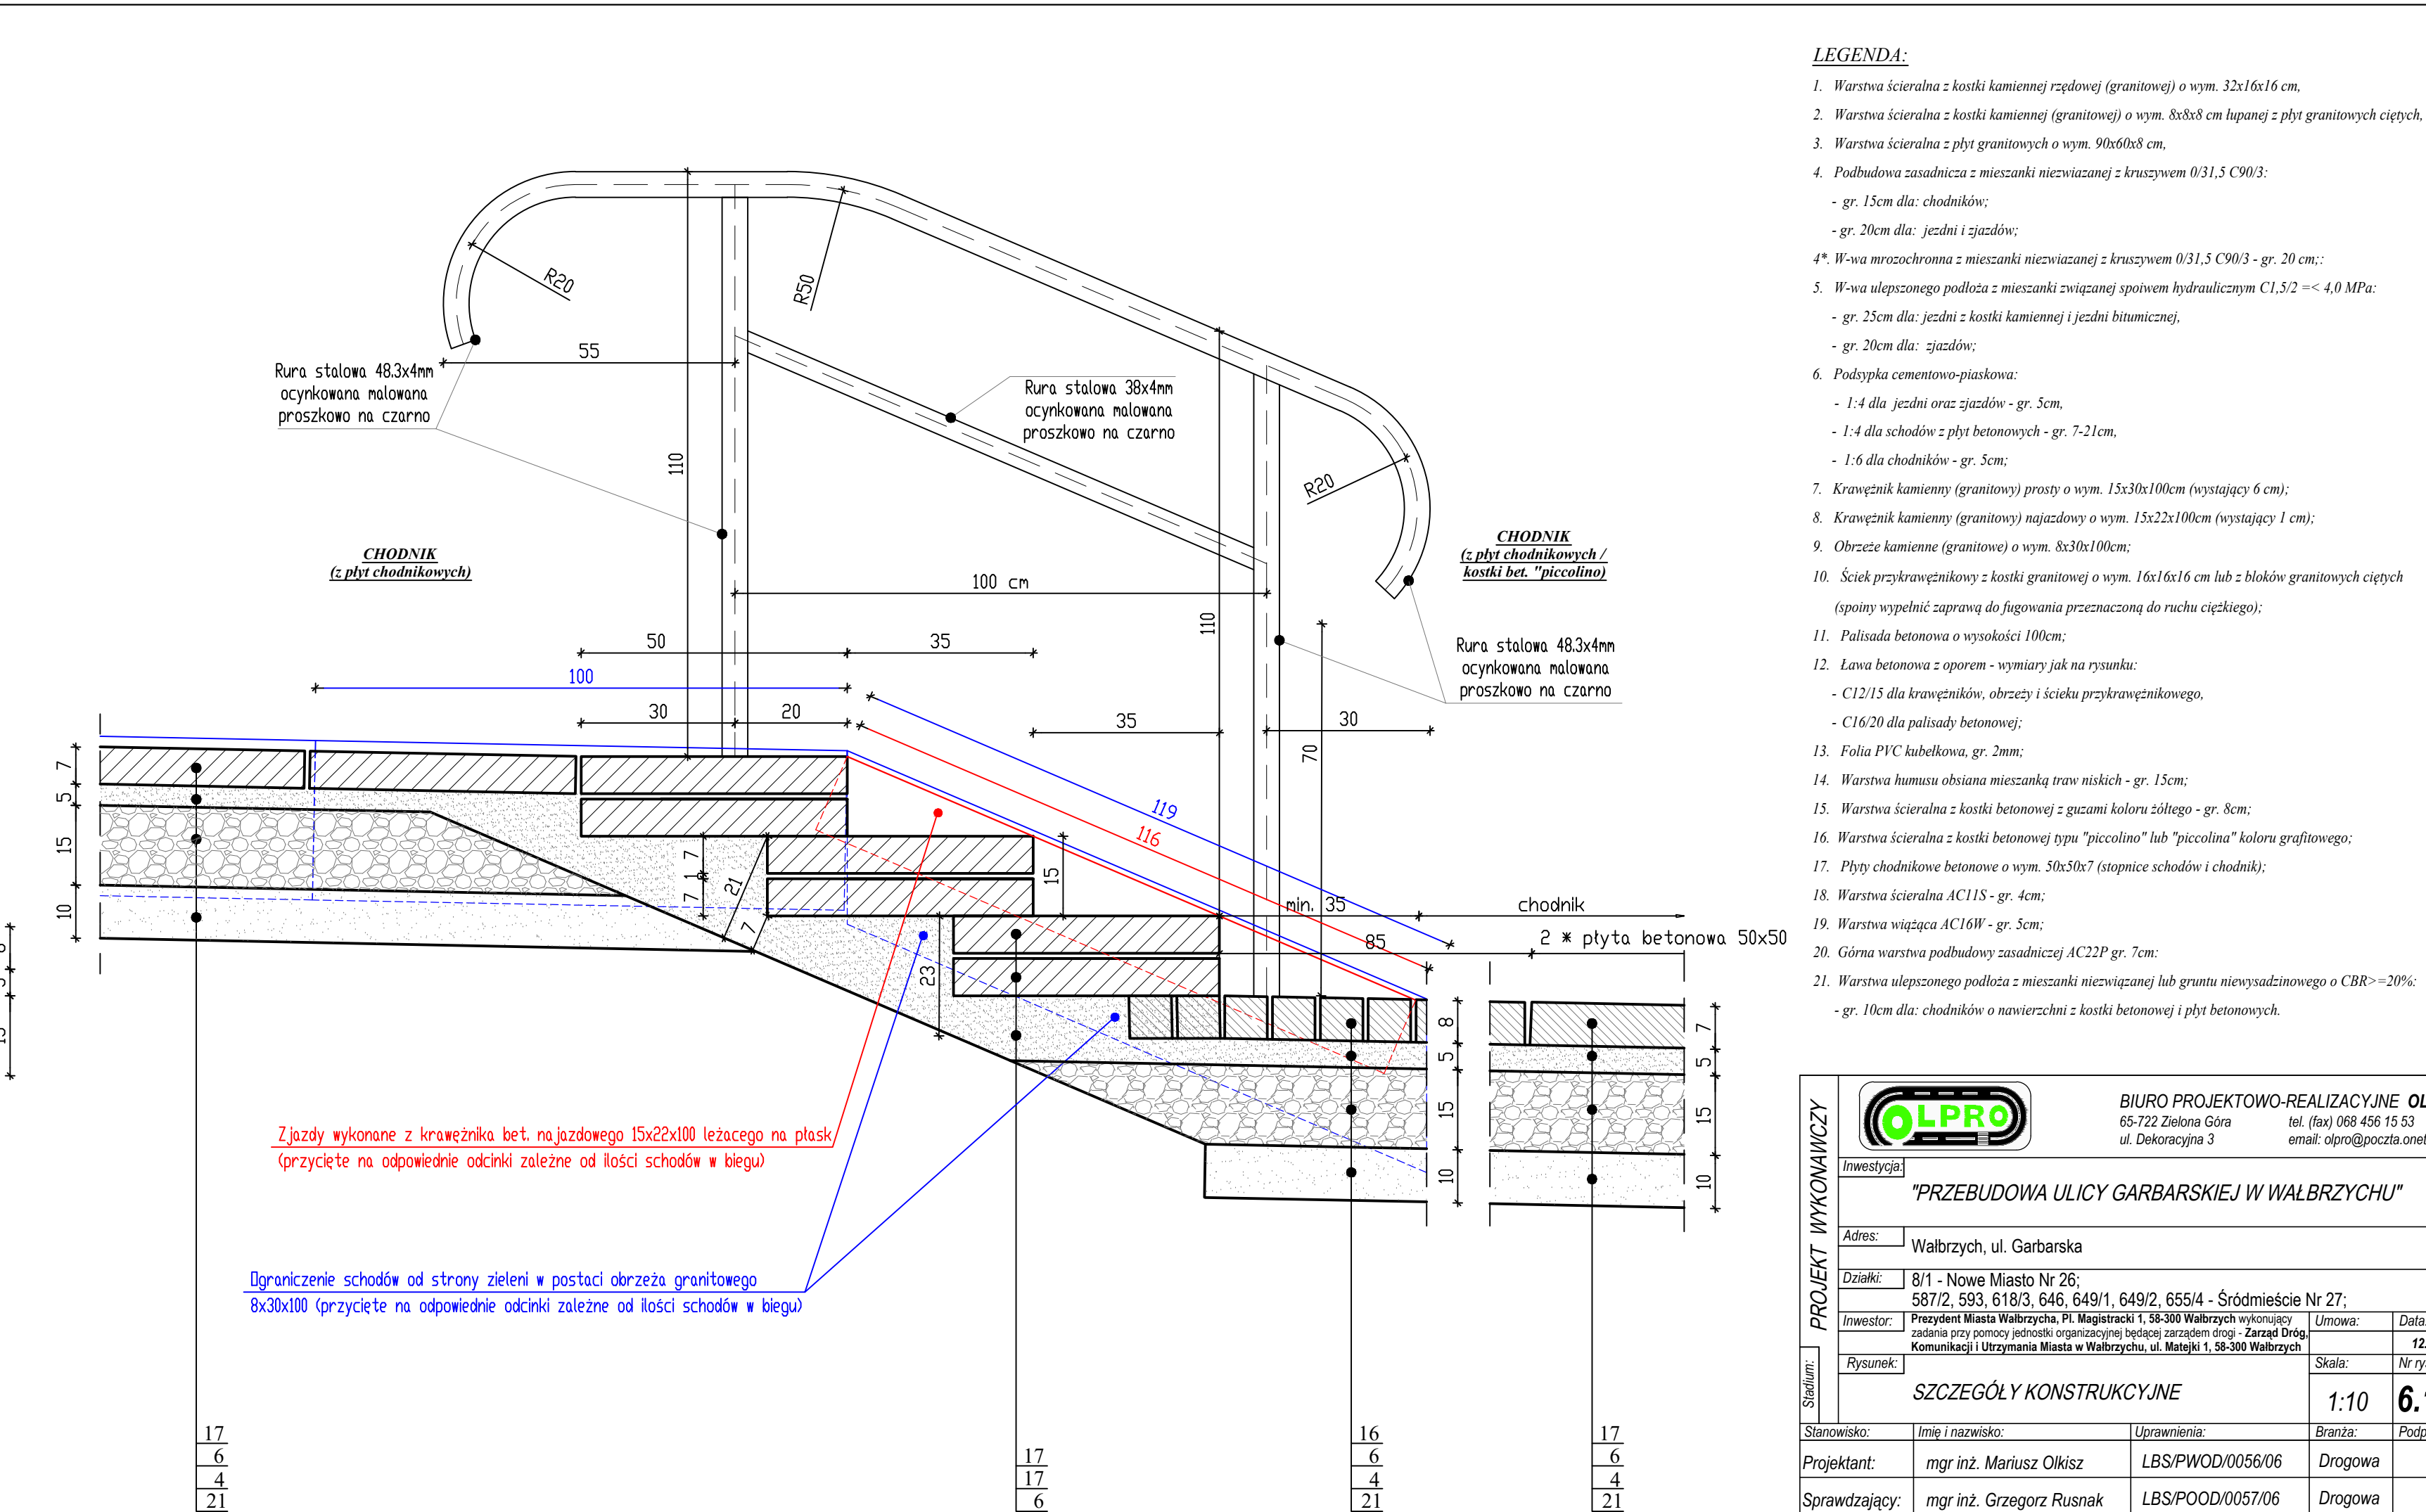 LEGENDA:
1. Warstwa ścieralna z kostki kamiennej rzędowej (granitowej) o wym. 32x16x16 cm,
2. Warstwa ścieralna z kostki kamiennej (granitowej) o wym. 8x8x8 cm łupanej z płyt granitowych ciętych,
3. Warstwa ścieralna z płyt granitowych o wym. 90x60x8 cm,
4. Podbudowa zasadnicza z mieszanki niezwiazanej z kruszywem 0/31,5 C90/3:
- gr. 15cm dla: chodników;
- gr. 20cm dla: jezdni i zjazdów;
4*. W-wa mrozochronna z mieszanki niezwiazanej z kruszywem 0/31,5 C90/3 - gr. 20 cm;:
5. W-wa ulepszonego podłoża z mieszanki związanej spoiwem hydraulicznym C1,5/2 =< 4,0 MPa:
- gr. 25cm dla: jezdni z kostki kamiennej i jezdni bitumicznej,
- gr. 20cm dla: zjazdów;
6. Podsypka cementowo-piaskowa:
- 1:4 dla jezdni oraz zjazdów - gr. 5cm,
- 1:4 dla schodów z płyt betonowych - gr. 7-21cm,
- 1:6 dla chodników - gr. 5cm;
7. Krawężnik kamienny (granitowy) prosty o wym. 15x30x100cm (wystający 6 cm);
8. Krawężnik kamienny (granitowy) najazdowy o wym. 15x22x100cm (wystający 1 cm);
9. Obrzeże kamienne (granitowe) o wym. 8x30x100cm;
10. Ściek przykrawężnikowy z kostki granitowej o wym. 16x16x16 cm lub z bloków granitowych ciętych
(spoiny wypełnić zaprawą do fugowania przeznaczoną do ruchu ciężkiego);
11. Palisada betonowa o wysokości 100cm;
12. Ława betonowa z oporem - wymiary jak na rysunku:
- C12/15 dla krawężników, obrzeży i ścieku przykrawężnikowego,
- C16/20 dla palisady betonowej;
13. Folia PVC kubełkowa, gr. 2mm;
14. Warstwa humusu obsiana mieszanką traw niskich - gr. 15cm;
15. Warstwa ścieralna z kostki betonowej z guzami koloru żółtego - gr. 8cm;
16. Warstwa ścieralna z kostki betonowej typu "piccolino" lub "piccolina" koloru grafitowego;
17. Płyty chodnikowe betonowe o wym. 50x50x7 (stopnice schodów i chodnik);
18. Warstwa ścieralna AC11S - gr. 4cm;
19. Warstwa wiążąca AC16W - gr. 5cm;
20. Górna warstwa podbudowy zasadniczej AC22P gr. 7cm:
21. Warstwa ulepszonego podłoża z mieszanki niezwiązanej lub gruntu niewysadzinowego o CBR>=20%:
- gr. 10cm dla: chodników o nawierzchni z kostki betonowej i płyt betonowych.
R20
R50
55
Rura stalowa 48.3x4mm
ocynkowana malowana
proszkowo na czarno
Rura stalowa 38x4mm
ocynkowana malowana
proszkowo na czarno
110
R20
CHODNIK
(z płyt chodnikowych)
CHODNIK
(z płyt chodnikowych /
kostki bet. "piccolino)
100 cm
110
50
35
100
Rura stalowa 48.3x4mm
ocynkowana malowana
proszkowo na czarno
30
20
35
30
70
119
116
7
5
15
10
7
1
7
21
7
15
23
min. 35
chodnik
85
2 * płyta betonowa 50x50
8
5
15
10
7
5
15
10
Zjazdy wykonane z krawężnika bet. najazdowego 15x22x100 leżacego na płask
(przycięte na odpowiednie odcinki zależne od ilości schodów w biegu)
Ograniczenie schodów od strony zieleni w postaci obrzeża granitowego
8x30x100 (przycięte na odpowiednie odcinki zależne od ilości schodów w biegu)
17
6
4
21
17
17
6
16
6
4
21
17
6
4
21
PROJEKT WYKONAWCZY
Stadium:
OLPRO
BIURO PROJEKTOWO-REALIZACYJNE
65-722 Zielona Góra tel. (fax) 068 456 15 53
ul. Dekoracyjna 3 email: olpro@poczta.onet
Inwestycja:
"PRZEBUDOWA ULICY GARBARSKIEJ W WAŁBRZYCHU"
Adres:
Wałbrzych, ul. Garbarska
Działki:
8/1 - Nowe Miasto Nr 26;
587/2, 593, 618/3, 646, 649/1, 649/2, 655/4 - Śródmieście Nr 27;
Inwestor:
Prezydent Miasta Wałbrzycha, Pl. Magistracki 1, 58-300 Wałbrzych wykonujący
zadania przy pomocy jednostki organizacyjnej będącej zarządem drogi - Zarząd Dróg,
Komunikacji i Utrzymania Miasta w Wałbrzychu, ul. Matejki 1, 58-300 Wałbrzych
Umowa:
Data:
12.
Rysunek:
SZCZEGÓŁY KONSTRUKCYJNE
Skala:
1:10
Nr rys
6.
Stanowisko: Imię i nazwisko: Uprawnienia: Branża: Podp
Projektant: mgr inż. Mariusz Olkisz LBS/PWOD/0056/06 Drogowa
Sprawdzający: mgr inż. Grzegorz Rusnak LBS/POOD/0057/06 Drogowa